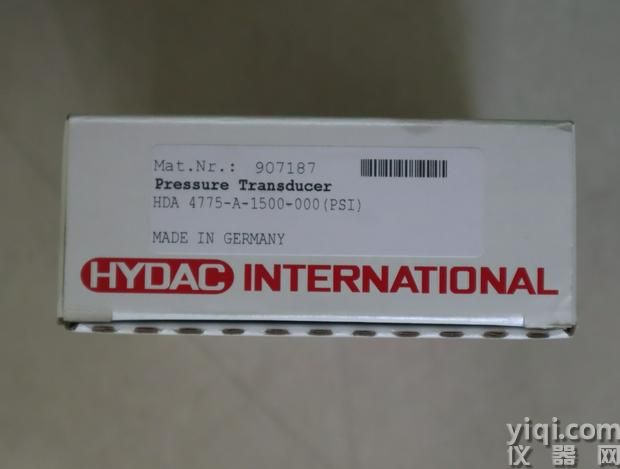 Mat.Nr.: 907187
Pressure Transducer
HDA 4775-A-1500-000(PSI)
MADE IN GERMANY
HYDAC INTERNATIONAL
yiqi.com
仪器网